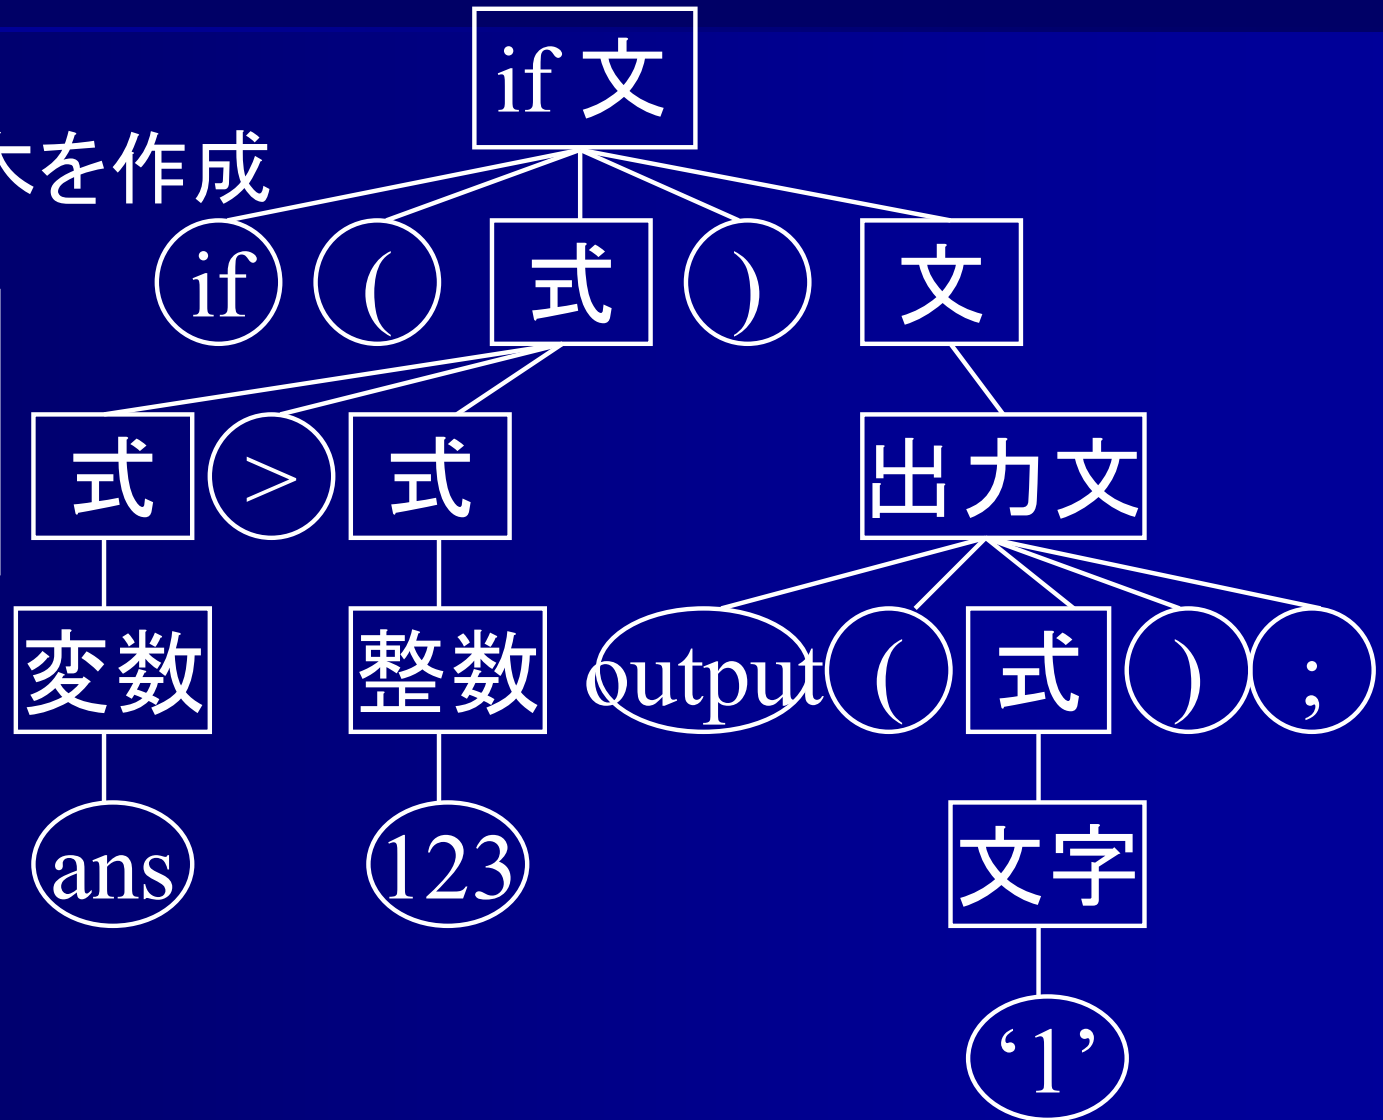 if 文
木を作成
if ( 式 ) 文
式 > 式 出力文
変数 整数 output ( 式 ) ;
ans 123 文字
‘1’